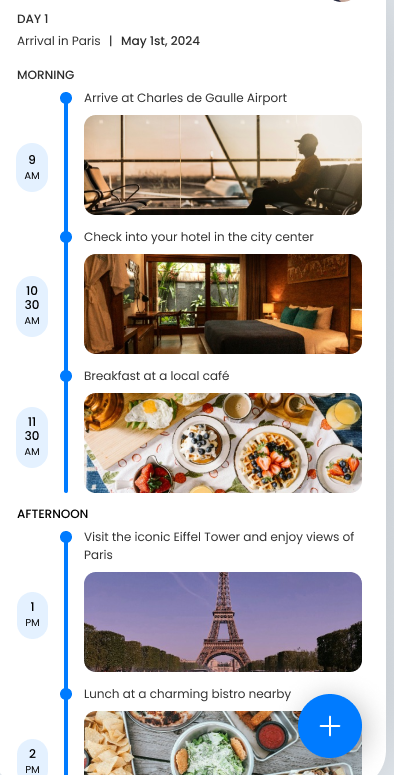 DAY 1
Arrival in Paris | May 1st, 2024
MORNING
Arrive at Charles de Gaulle Airport
9
AM
Check into your hotel in the city center
10
30
AM
Breakfast at a local café
11
30
AM
AFTERNOON
Visit the iconic Eiffel Tower and enjoy views of
Paris
1
PM
Lunch at a charming bistro nearby
2
PM